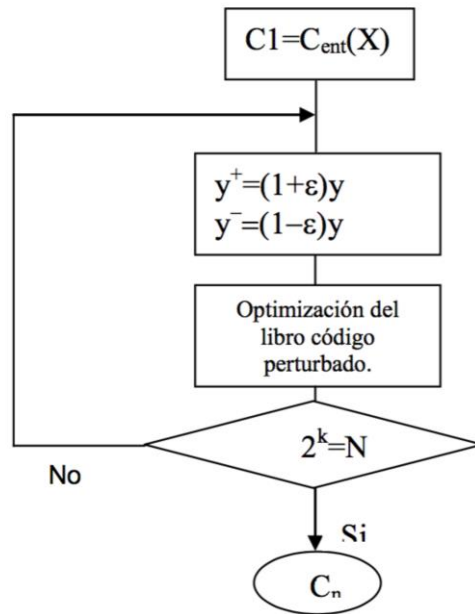 C1=Cₑₙₜ(X)
y⁺=(1+ε)y
y⁻=(1−ε)y
Optimización del
libro código
perturbado.
2ᵏ=N
No
Si
Cₙ